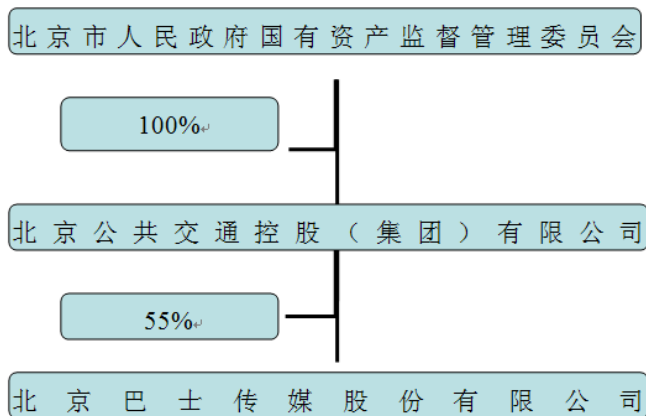 北京市人民政府国有资产监督管理委员会
100%
北京公共交通控股（集团）有限公司
55%
北京巴士传媒股份有限公司